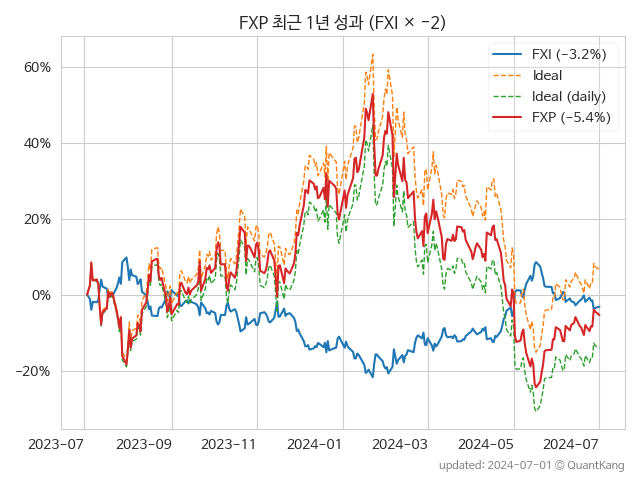 FXP 최근 1년 성과 (FXI × −2)
FXI (−3.2%)
Ideal
Ideal (daily)
FXP (−5.4%)
60%
40%
20%
0%
−20%
2023-07
2023-09
2023-11
2024-01
2024-03
2024-05
2024-07
updated: 2024-07-01 ⓒ QuantKang